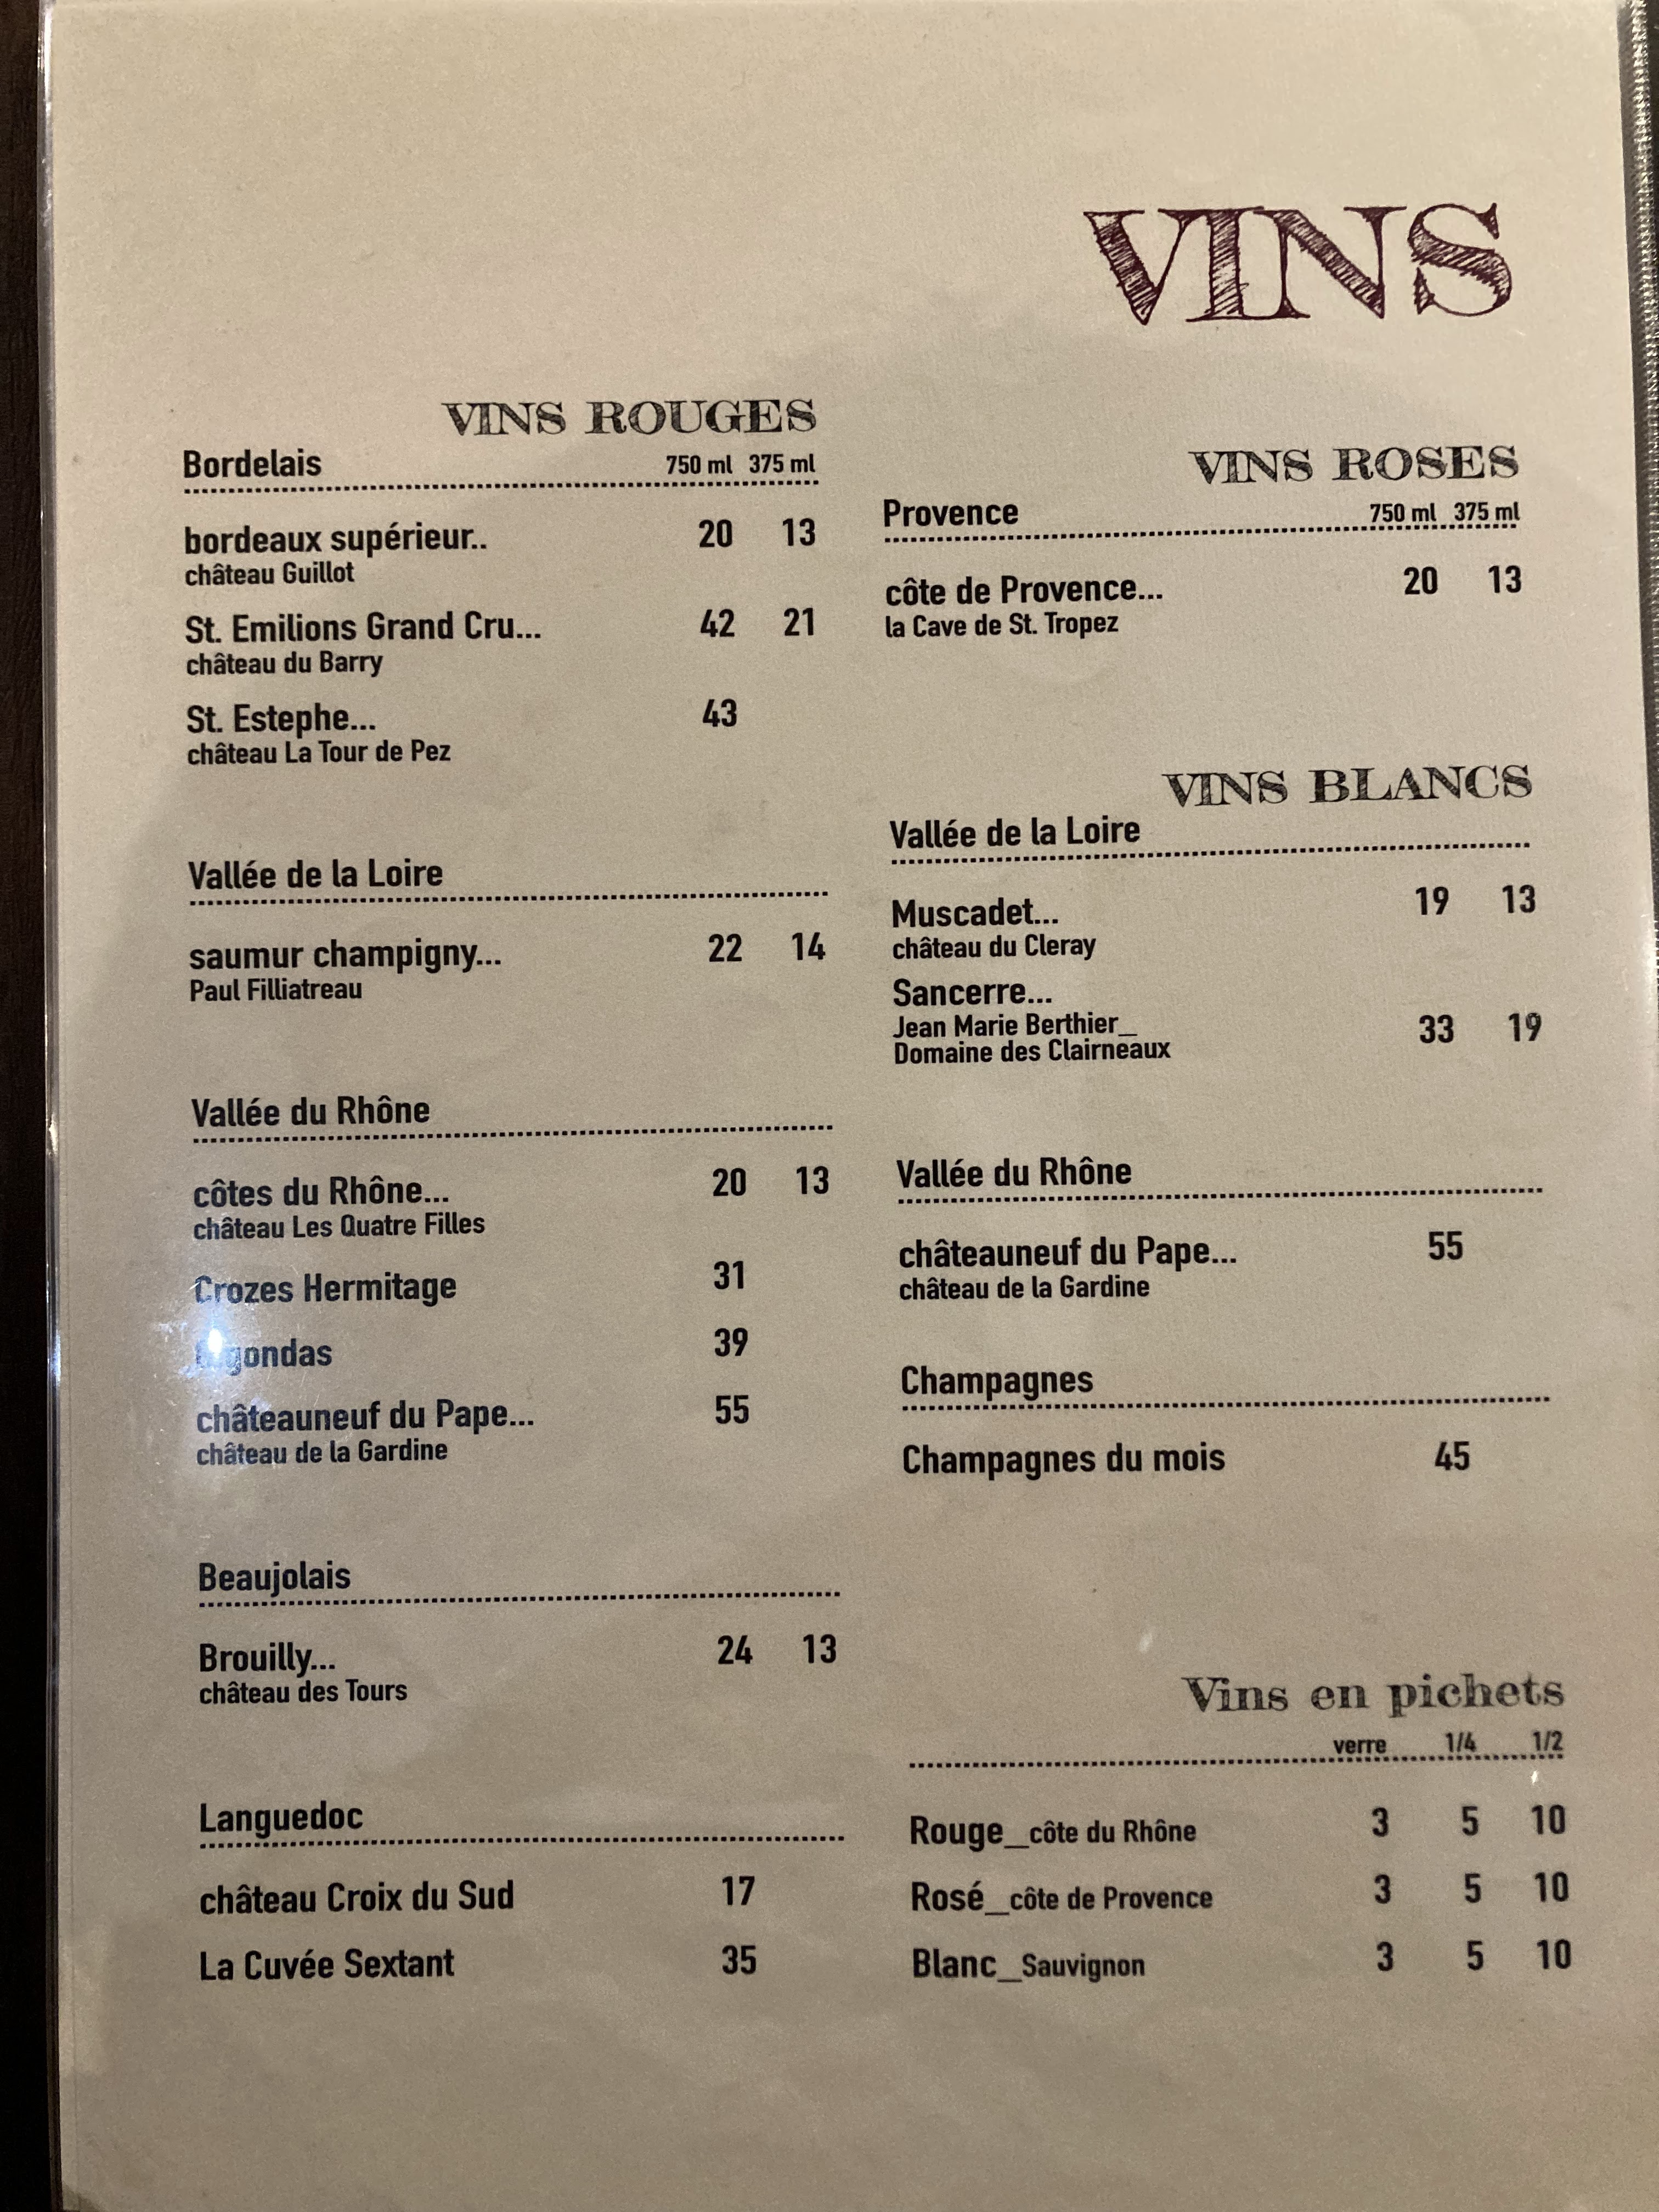 VINS
VINS ROUGES
Bordelais 750 ml 375 ml
bordeaux supérieur.. 20 13
château Guillot
St. Emilions Grand Cru... 42 21
château du Barry
St. Estephe... 43
château La Tour de Pez
Vallée de la Loire
saumur champigny... 22 14
Paul Filliatreau
Vallée du Rhône
côtes du Rhône... 20 13
château Les Quatre Filles
Crozes Hermitage 31
39
châteauneuf du Pape... 55
château de la Gardine
Beaujolais
Brouilly... 24 13
château des Tours
Languedoc
château Croix du Sud 17
La Cuvée Sextant 35
VINS ROSES
Provence 750 ml 375 ml
côte de Provence... 20 13
la Cave de St. Tropez
VINS BLANCS
Vallée de la Loire
Muscadet... 19 13
château du Cleray
Sancerre...
Jean Marie Berthier_ 33 19
Domaine des Clairneaux
Vallée du Rhône
châteauneuf du Pape... 55
château de la Gardine
Champagnes
Champagnes du mois 45
Vins en pichets
verre 1/4 1/2
Rouge_côte du Rhône 3 5 10
Rosé_côte de Provence 3 5 10
Blanc_Sauvignon 3 5 10